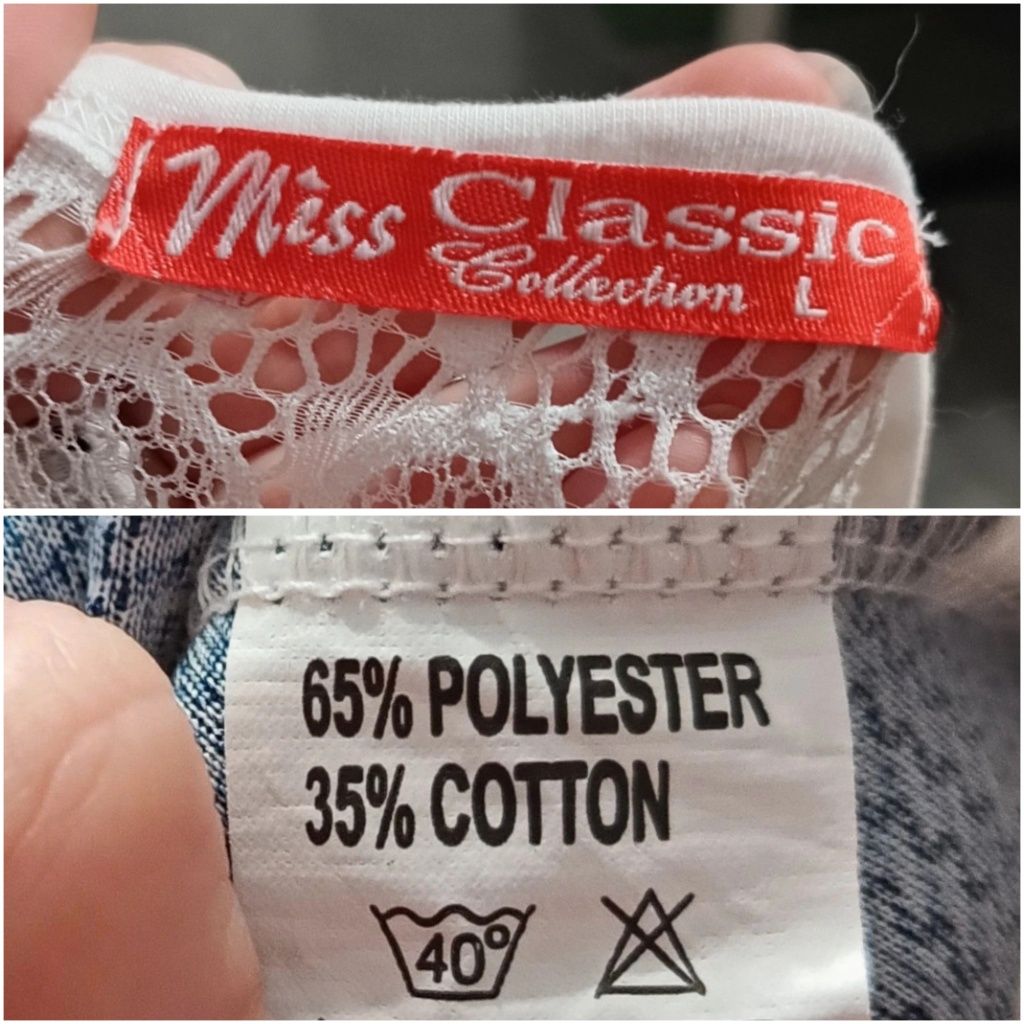 Miss Classic
Collection L
65% POLYESTER
35% COTTON
40°